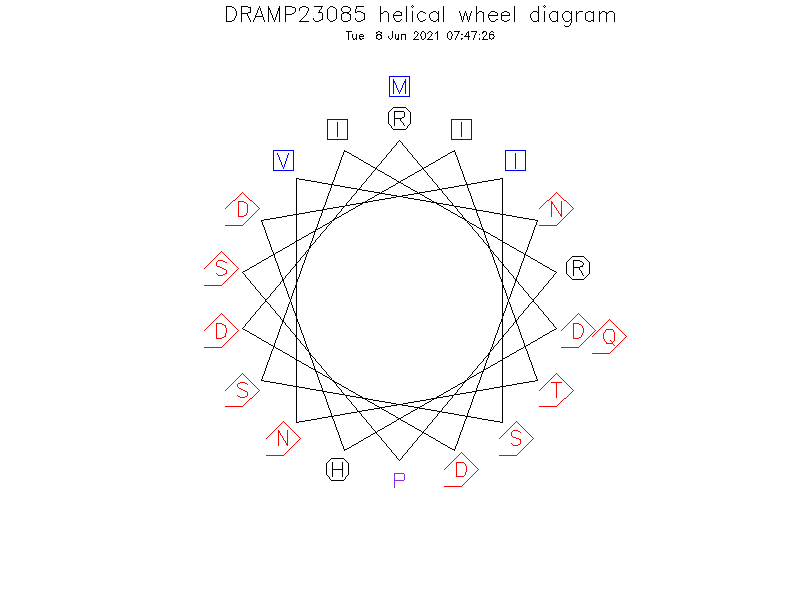 DRAMP23085 helical wheel diagram
Tue 8 Jun 2021 07:47:26
M
I R I
V I
D N
S R
D D Q
S T
N S
H P D